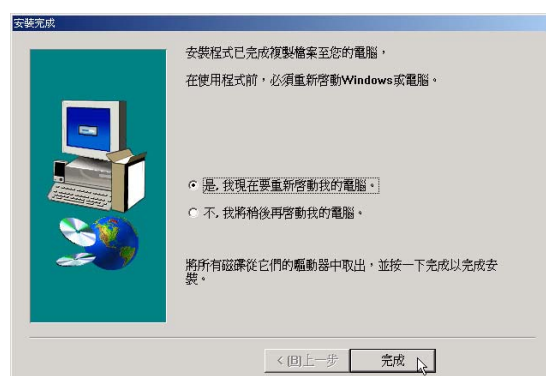 安裝完成
安裝程式已完成複製檔案至您的電腦，
在使用程式前，必須重新啓動Windows或電腦。
是, 我現在要重新啓動我的電腦。
不, 我將稍後再啓動我的電腦。
將所有磁碟從它們的驅動器中取出，並按一下完成以完成安
裝。
< (B)上一步
完成